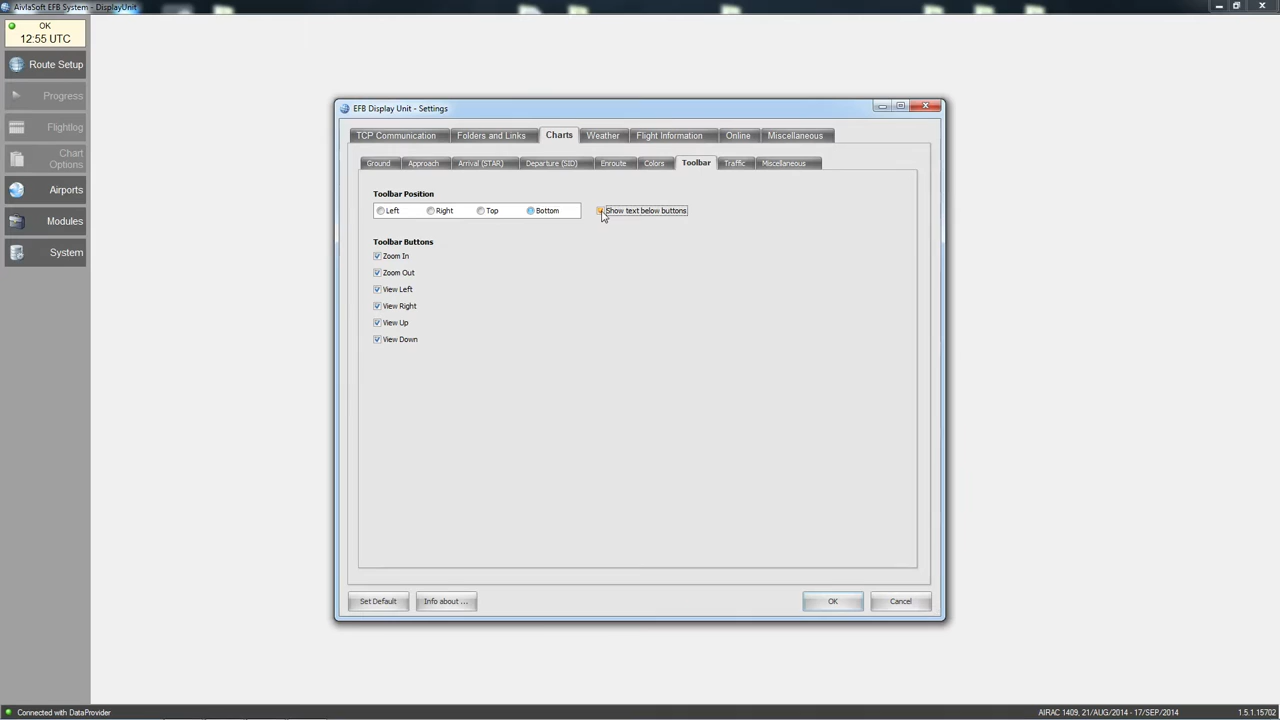 AivlaSoft EFB System - DisplayUnit
OK
12:55 UTC
Route Setup
Progress
Flightlog
Chart
Options
Airports
Modules
System
EFB Display Unit - Settings
TCP Communication Folders and Links Charts Weather Flight Information Online Miscellaneous
Ground Approach Arrival (STAR) Departure (SID) Enroute Colors Toolbar Traffic Miscellaneous
Toolbar Position
Left Right Top Bottom Show text below buttons
Toolbar Buttons
Zoom In
Zoom Out
View Left
View Right
View Up
View Down
Set Default Info about ... OK Cancel
Connected with DataProvider AIRAC 1409, 21/AUG/2014 - 17/SEP/2014 1.5.1.15702